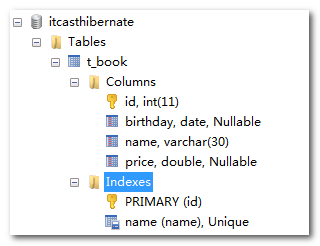 itcasthibernate
Tables
t_book
Columns
id, int(11)
birthday, date, Nullable
name, varchar(30)
price, double, Nullable
Indexes
PRIMARY (id)
name (name), Unique